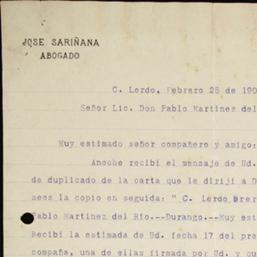 JOSE SARIÑANA
ABOGADO
C. Lerdo, Febrero 25 de 190
Señor Lic. Don Pablo Martinez del
Muy estimado señor compañero y amigo:
Anoche recibí el mensaje de Ud.
de duplicado de la carta que le dirijí á D
sees la copio en seguida: " C. Lerdo
Pablo Martinez del Rio.--Durango.--Muy est
Recibí la estimada de Ud. fecha 17 del pre
compaña, una de ellas firmada por Ud. y